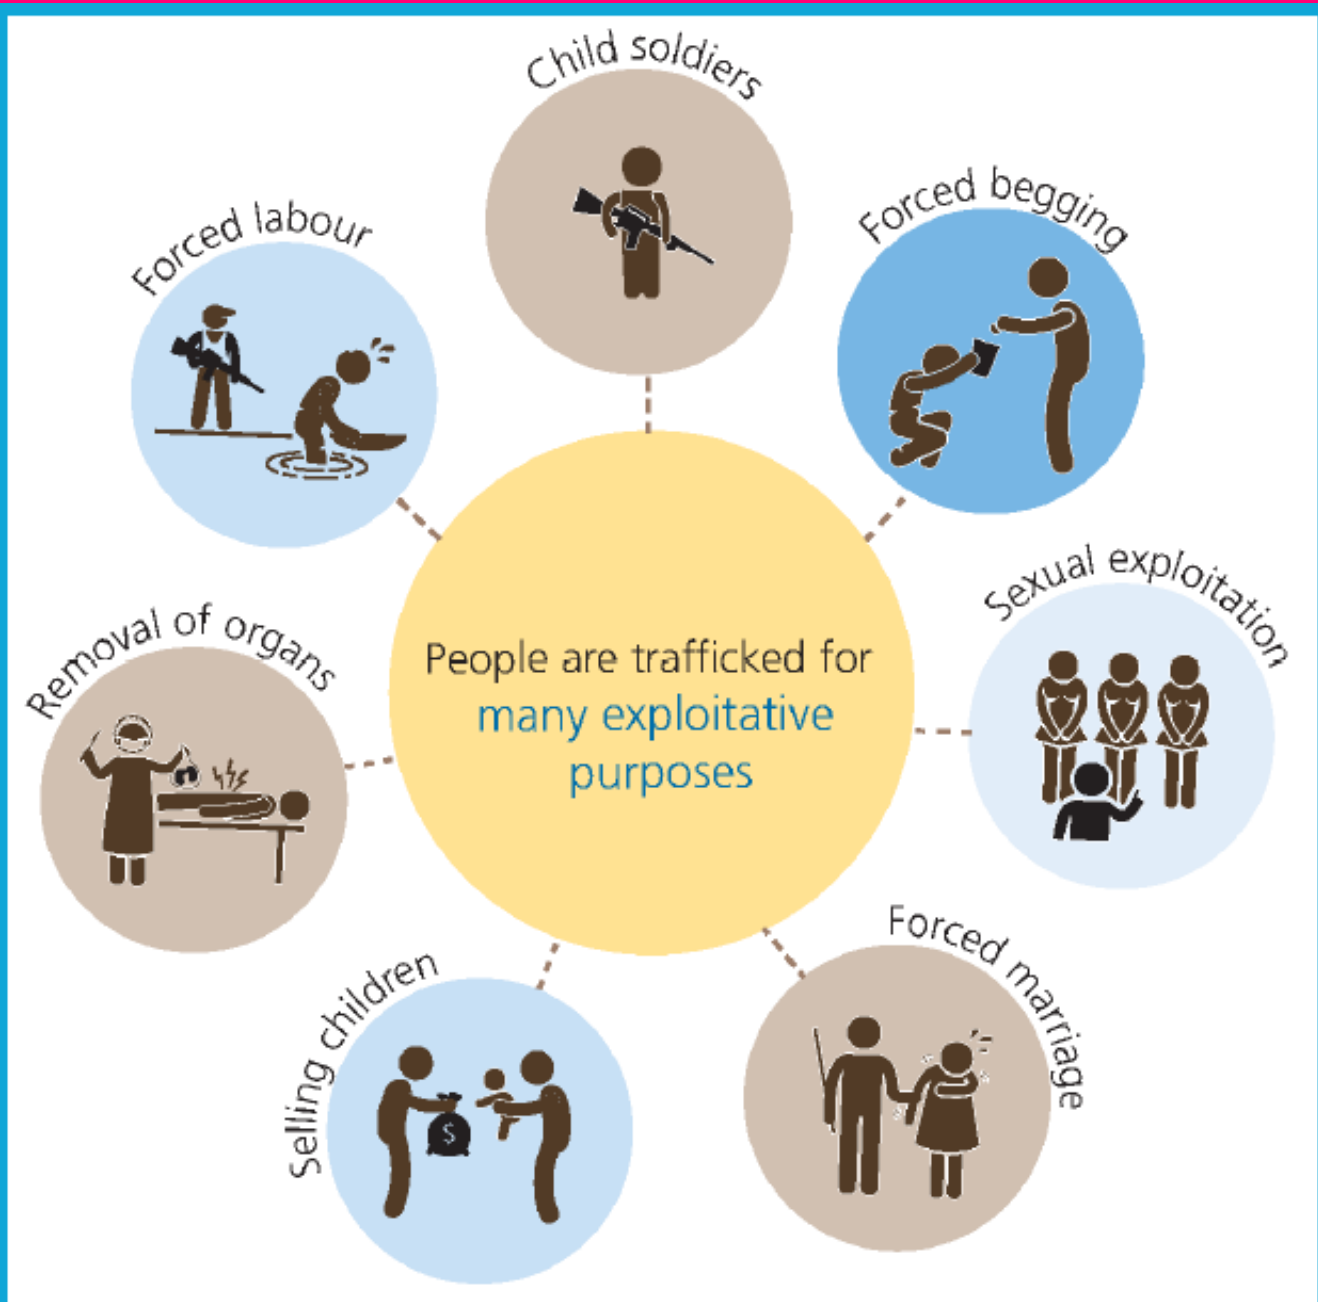 Child soldiers
Forced begging
Forced labour
Sexual exploitation
Removal of organs
People are trafficked for
many exploitative
purposes
Forced marriage
Selling children
$